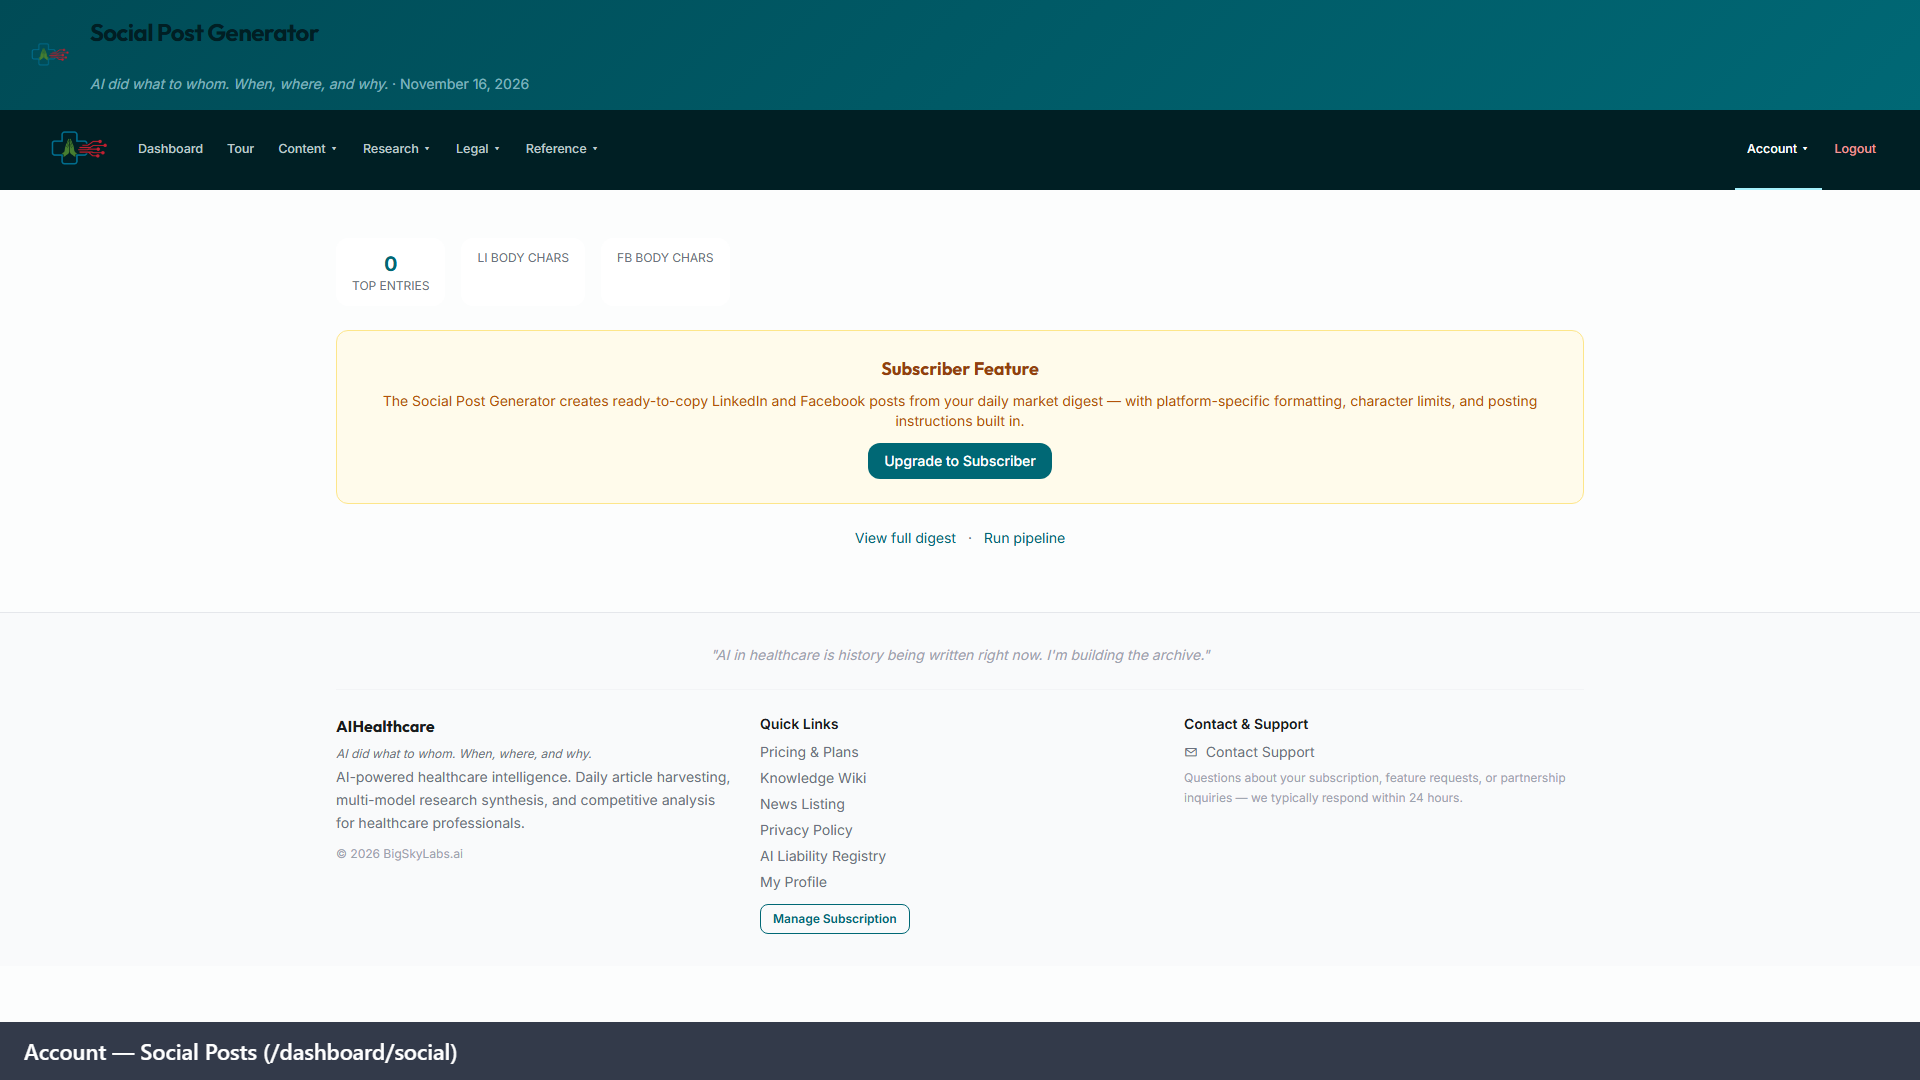 Social Post Generator
AI did what to whom. When, where, and why. · November 16, 2026
Dashboard
Tour
Content
Research
Legal
Reference
Account
Logout
0
TOP ENTRIES
LI BODY CHARS
FB BODY CHARS
Subscriber Feature
The Social Post Generator creates ready-to-copy LinkedIn and Facebook posts from your daily market digest — with platform-specific formatting, character limits, and posting
instructions built in.
Upgrade to Subscriber
View full digest · Run pipeline
"AI in healthcare is history being written right now. I'm building the archive."
AIHealthcare
AI did what to whom. When, where, and why.
AI-powered healthcare intelligence. Daily article harvesting,
multi-model research synthesis, and competitive analysis
for healthcare professionals.
© 2026 BigSkyLabs.ai
Quick Links
Pricing & Plans
Knowledge Wiki
News Listing
Privacy Policy
AI Liability Registry
My Profile
Manage Subscription
Contact & Support
Contact Support
Questions about your subscription, feature requests, or partnership
inquiries — we typically respond within 24 hours.
Account — Social Posts (/dashboard/social)